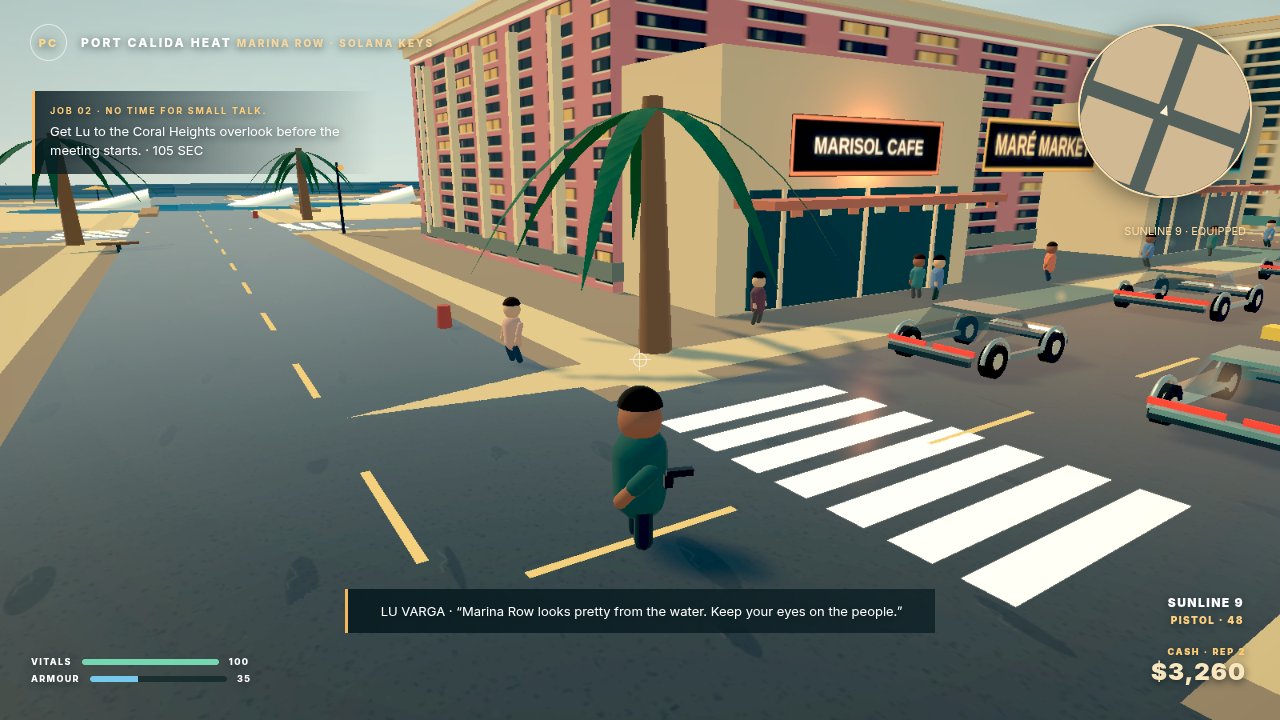 PC
PORT CALIDA HEAT MARINA ROW · SOLANA KEYS
JOB 02 · NO TIME FOR SMALL TALK.
Get Lu to the Coral Heights overlook before the
meeting starts. · 105 SEC
MARISOL CAFE
MARÉ MARKET
SUNLINE 9 · EQUIPPED
LU VARGA · “Marina Row looks pretty from the water. Keep your eyes on the people.”
SUNLINE 9
PISTOL · 48
VITALS 100
ARMOUR 35
CASH · REP 2
$3,260